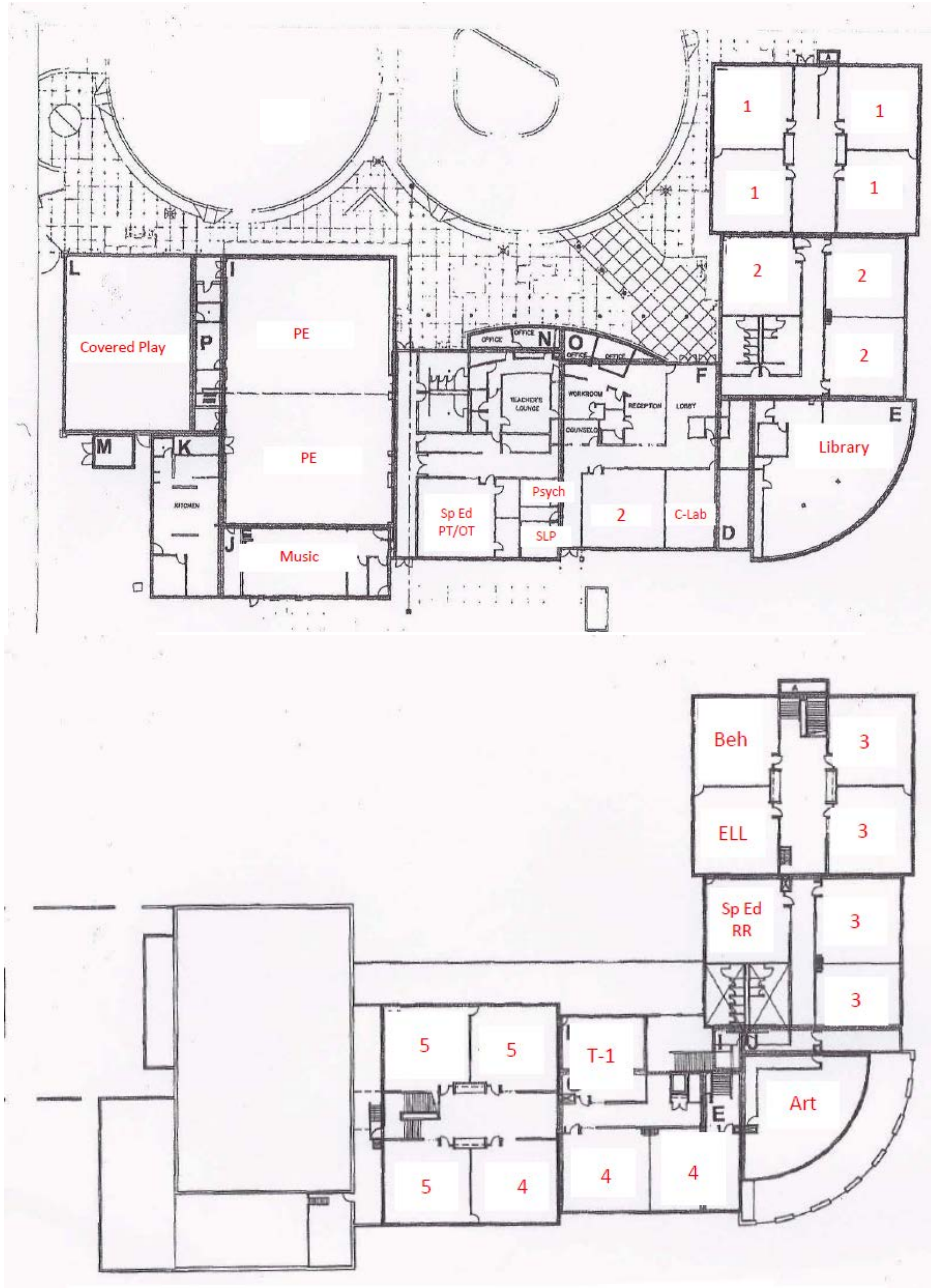 A
1
1
1
1
2
2
2
L
I
PE
Covered Play
P
OFFICE
OFFICE
N
O
OFFICE
OFFICE
F
TEACHER'S
LOUNGE
WORKROOM
RECEPTION
LOBBY
COUNSELO
E
Library
M
K
PE
KITCHEN
Sp Ed
PT/OT
Psych
SLP
2
C-Lab
D
J
Music
A
Beh
3
ELL
3
Sp Ed
RR
3
3
5
5
T-1
E
Art
5
4
4
4